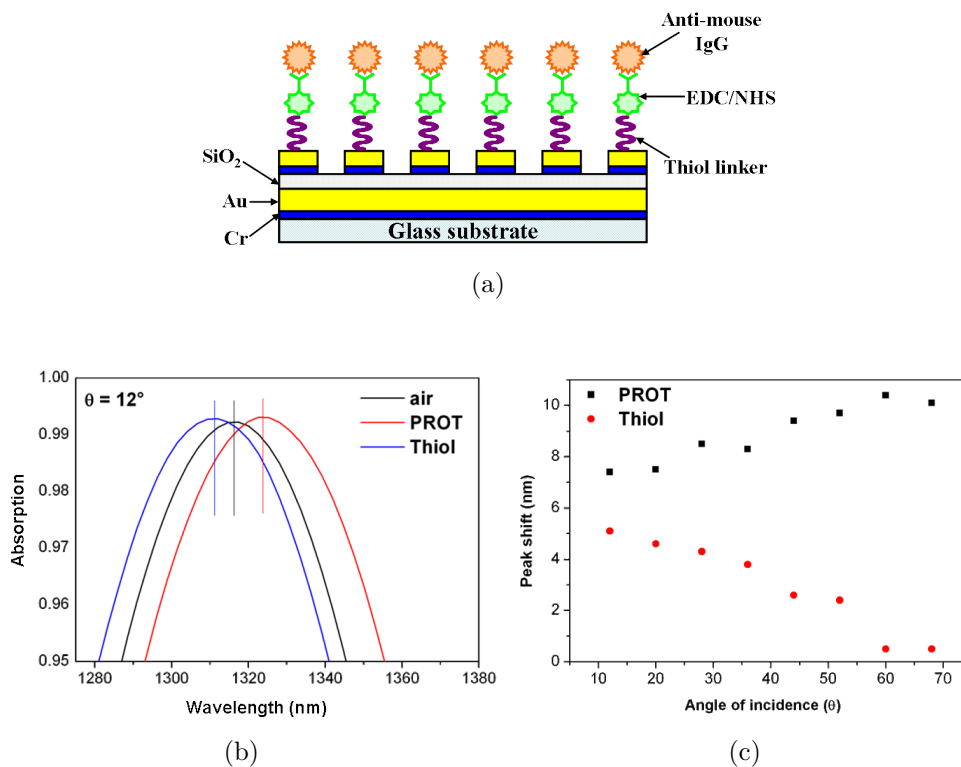 Anti-mouse
IgG
EDC/NHS
SiO2
Thiol linker
Au
Cr
Glass substrate
(a)
θ = 12°
air
PROT
Thiol
1.00
0.99
0.98
0.97
0.96
0.95
Absorption
1280
1300
1320
1340
1360
1380
Wavelength (nm)
(b)
PROT
Thiol
10
8
6
4
2
0
Peak shift (nm)
10
20
30
40
50
60
70
Angle of incidence (θ)
(c)